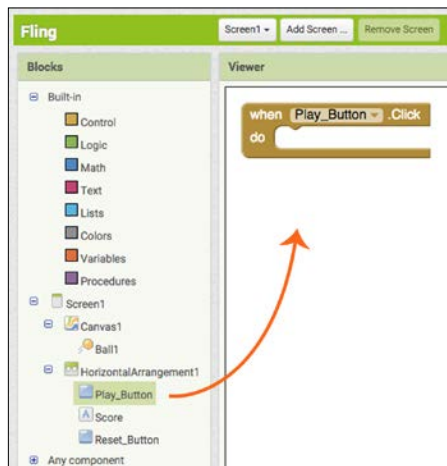 Fling
Screen1
Add Screen ...
Remove Screen
Blocks
Viewer
Built-in
Control
Logic
Math
Text
Lists
Colors
Variables
Procedures
Screen1
Canvas1
Ball1
HorizontalArrangement1
Play_Button
A Score
Reset_Button
Any component
when Play_Button .Click
do